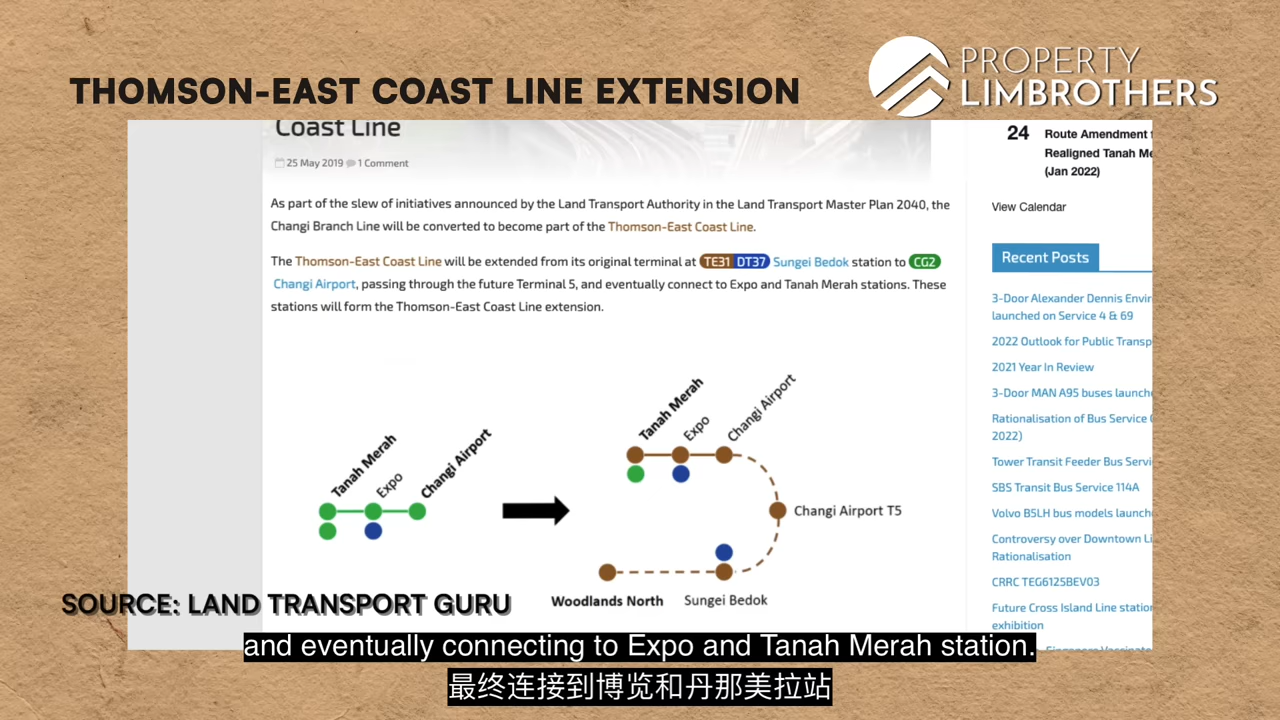 THOMSON-EAST COAST LINE EXTENSION
PROPERTY
LIMBROTHERS
Coast Line
25 May 2019 1 Comment
As part of the slew of initiatives announced by the Land Transport Authority in the Land Transport Master Plan 2040, the
Changi Branch Line will be converted to become part of the Thomson-East Coast Line.
The Thomson-East Coast Line will be extended from its original terminal at TE31 DT37 Sungei Bedok station to CG2
Changi Airport, passing through the future Terminal 5, and eventually connect to Expo and Tanah Merah stations. These
stations will form the Thomson-East Coast Line extension.
Tanah Merah
Expo
Changi Airport
Tanah Merah
Expo
Changi Airport
Changi Airport T5
Woodlands North
Sungei Bedok
24
Route Amendment
Realigned Tanah Me
(Jan 2022)
View Calendar
Recent Posts
3-Door Alexander Dennis Envir
launched on Service 4 & 69
2022 Outlook for Public Transp
2021 Year In Review
3-Door MAN A95 buses launch
Rationalisation of Bus Service
2022)
Tower Transit Feeder Bus Servi
SBS Transit Bus Service 114A
Volvo B5LH bus models launch
Controversy over Downtown Li
Rationalisation
CRRC TEG6125BEV03
Future Cross Island Line station
exhibition
SOURCE: LAND TRANSPORT GURU
and eventually connecting to Expo and Tanah Merah station.
最终连接到博览和丹那美拉站